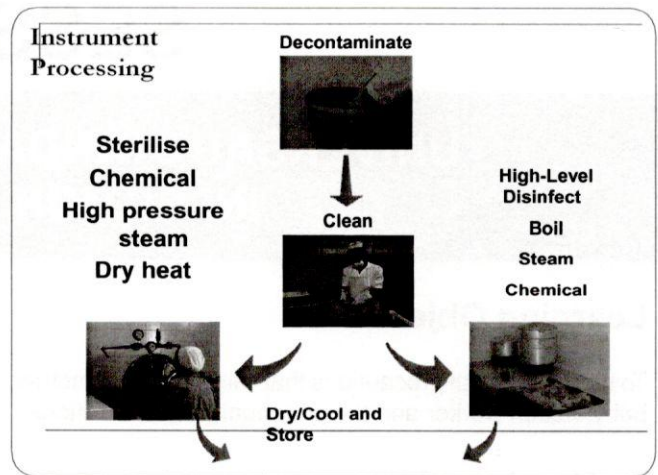 Instrument
Processing
Decontaminate
Sterilise
Chemical
High pressure
steam
Dry heat
Clean
High-Level
Disinfect
Boil
Steam
Chemical
Dry/Cool and
Store